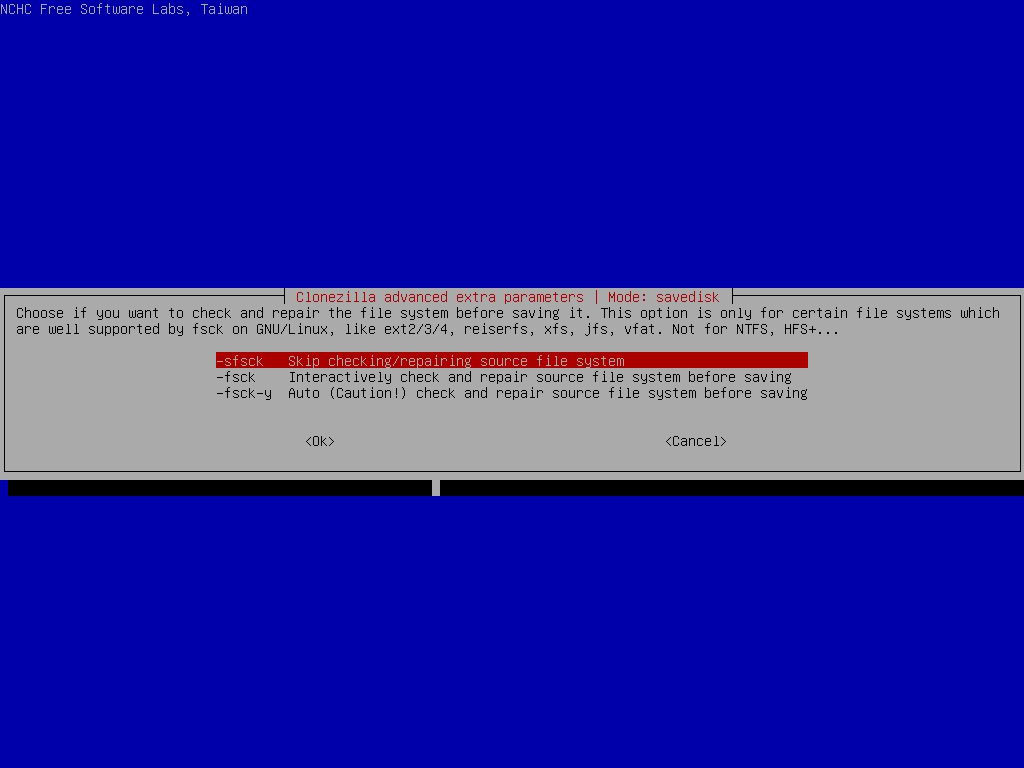 NCHC Free Software Labs, Taiwan
Clonezilla advanced extra parameters | Mode: savedisk
Choose if you want to check and repair the file system before saving it. This option is only for certain file systems which
are well supported by fsck on GNU/Linux, like ext2/3/4, reiserfs, xfs, jfs, vfat. Not for NTFS, HFS+...
-sfsck Skip checking/repairing source file system
-fsck Interactively check and repair source file system before saving
-fsck-y Auto (Caution!) check and repair source file system before saving
<Ok> <Cancel>